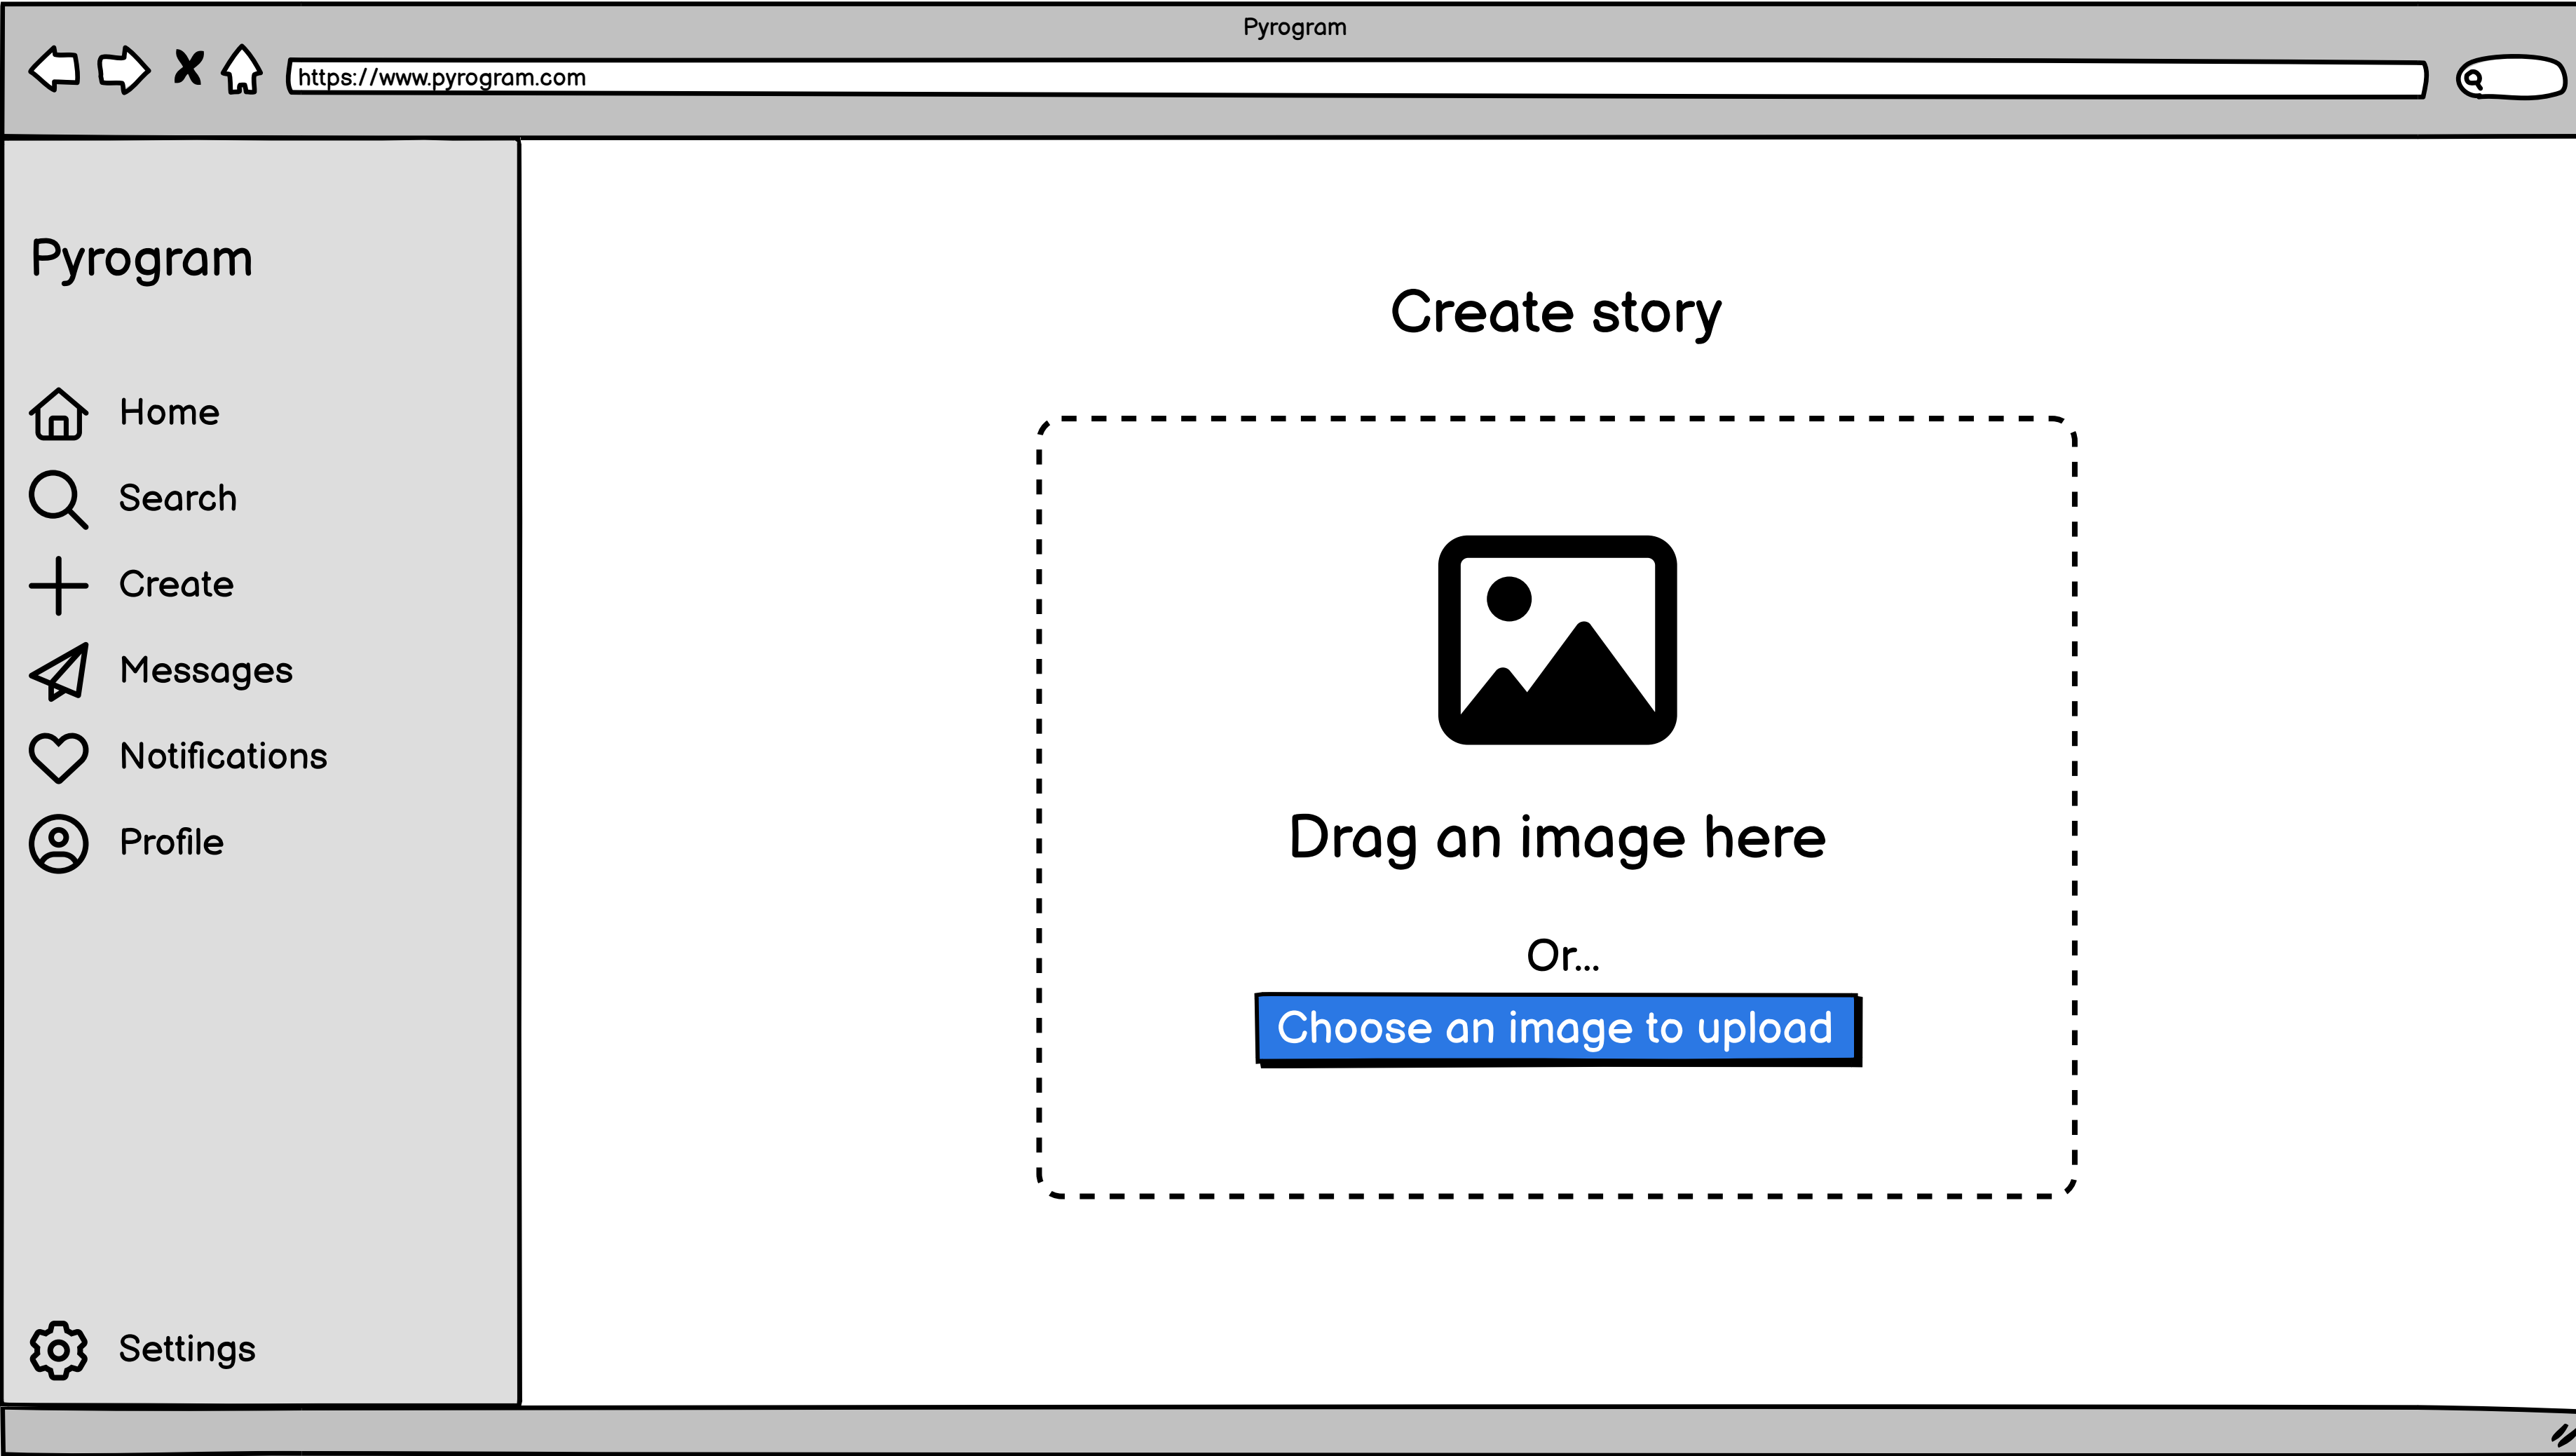 Pyrogram
https://www.pyrogram.com
Pyrogram
Home
Search
Create
Messages
Notifications
Profile
Settings
Create story
Drag an image here
Or...
Choose an image to upload